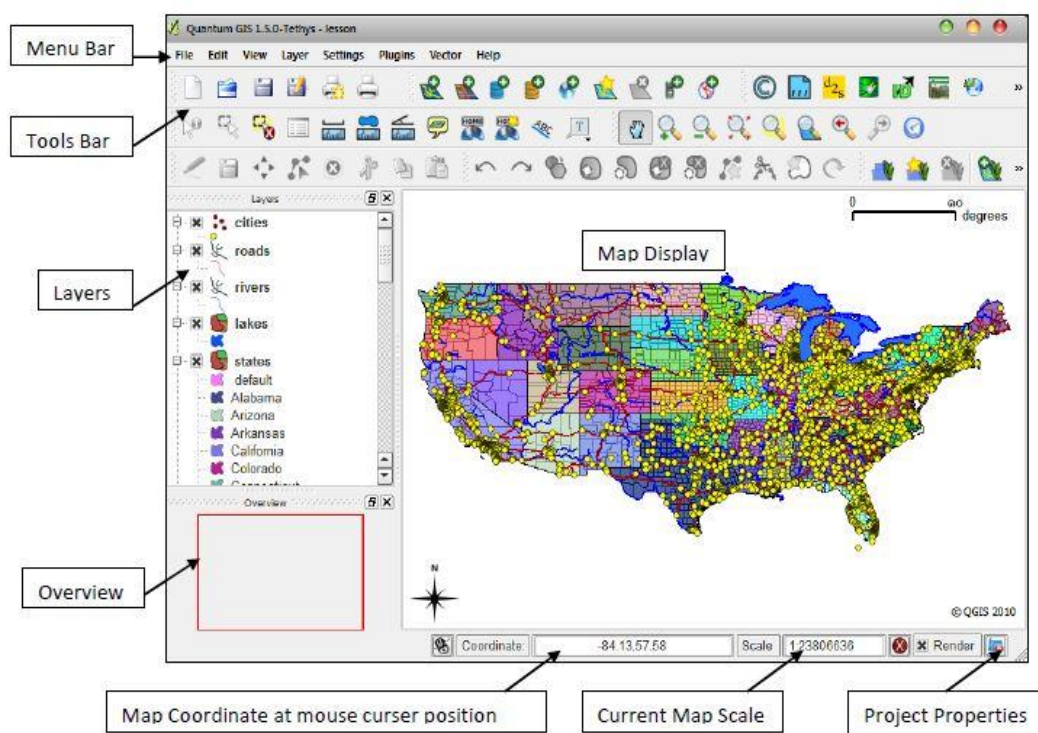 Quantum GIS 1.5.0-Tethys - lesson
Menu Bar
File Edit View Layer Settings Plugins Vector Help
Tools Bar
Layers
cities
roads
rivers
lakes
states
default
Alabama
Arizona
Arkansas
California
Colorado
Layers
Overview
Overview
0
degrees
Map Display
N
© QGIS 2010
Coordinate: -84.13,57.58 Scale 1:23806636 Render
Map Coordinate at mouse curser position
Current Map Scale
Project Properties